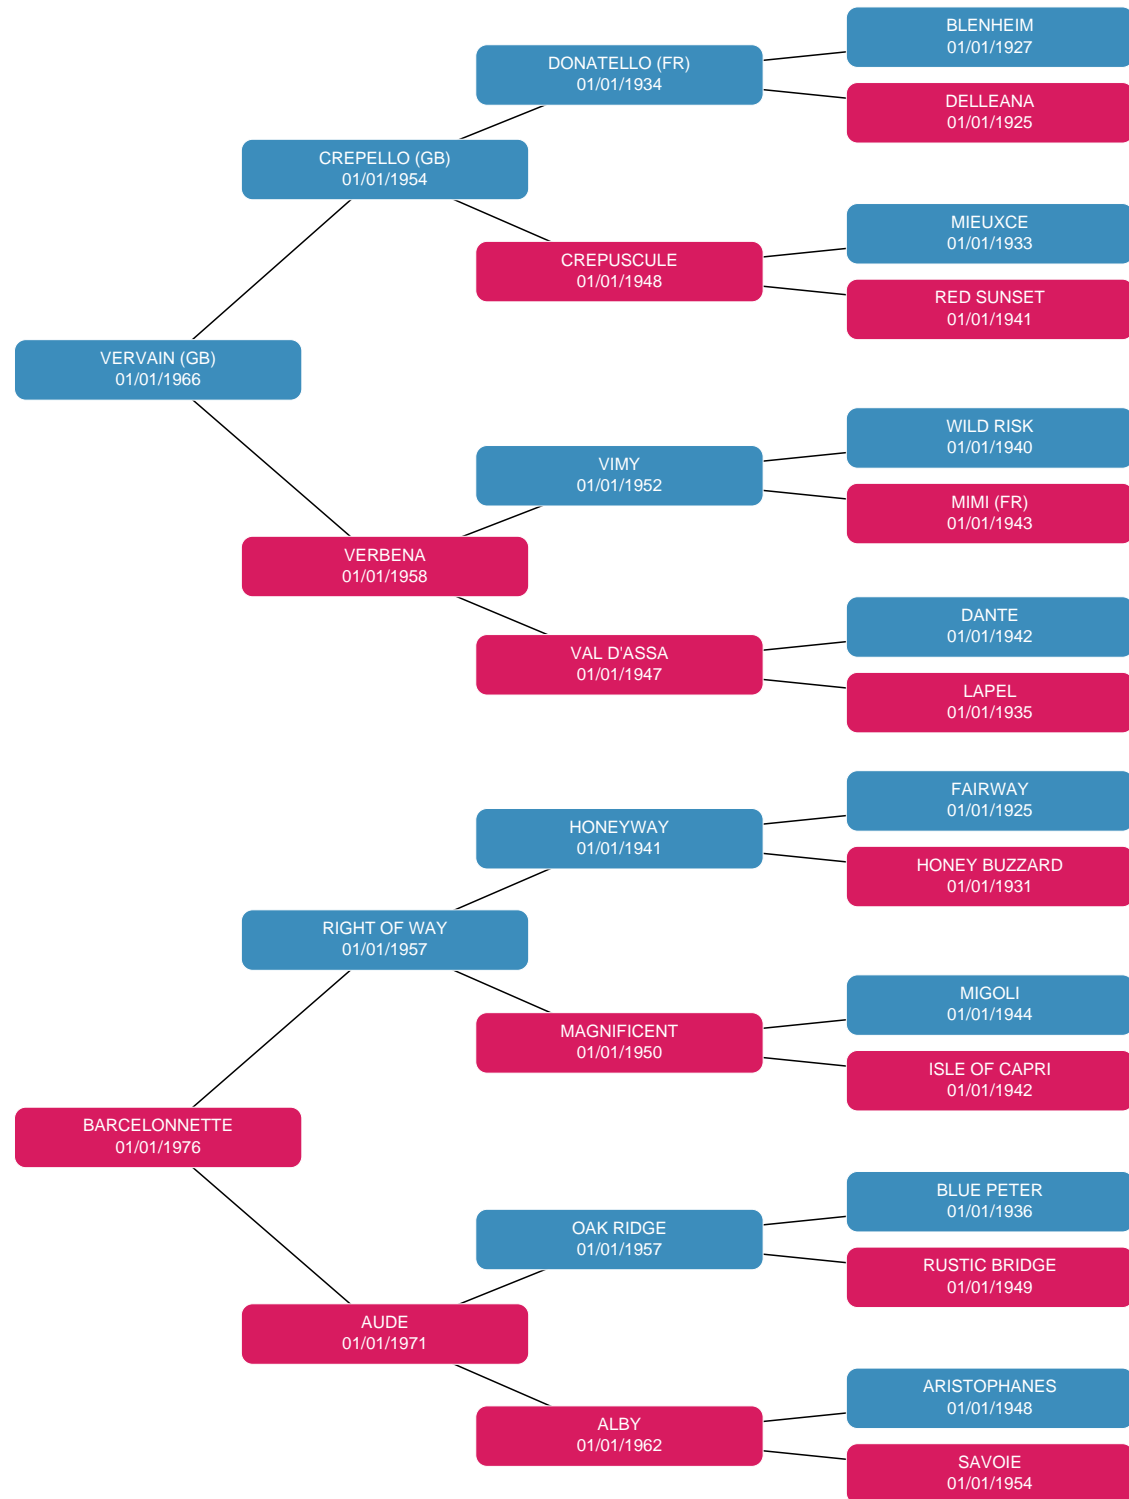 BLENHEIM
01/01/1927
DONATELLO (FR)
01/01/1934
DELLEANA
01/01/1925
CREPELLO (GB)
01/01/1954
MIEUXCE
01/01/1933
CREPUSCULE
01/01/1948
RED SUNSET
01/01/1941
VERVAIN (GB)
01/01/1966
WILD RISK
01/01/1940
VIMY
01/01/1952
MIMI (FR)
01/01/1943
VERBENA
01/01/1958
DANTE
01/01/1942
VAL D'ASSA
01/01/1947
LAPEL
01/01/1935
FAIRWAY
01/01/1925
HONEYWAY
01/01/1941
HONEY BUZZARD
01/01/1931
RIGHT OF WAY
01/01/1957
MIGOLI
01/01/1944
MAGNIFICENT
01/01/1950
ISLE OF CAPRI
01/01/1942
BARCELONNETTE
01/01/1976
BLUE PETER
01/01/1936
OAK RIDGE
01/01/1957
RUSTIC BRIDGE
01/01/1949
AUDE
01/01/1971
ARISTOPHANES
01/01/1948
ALBY
01/01/1962
SAVOIE
01/01/1954